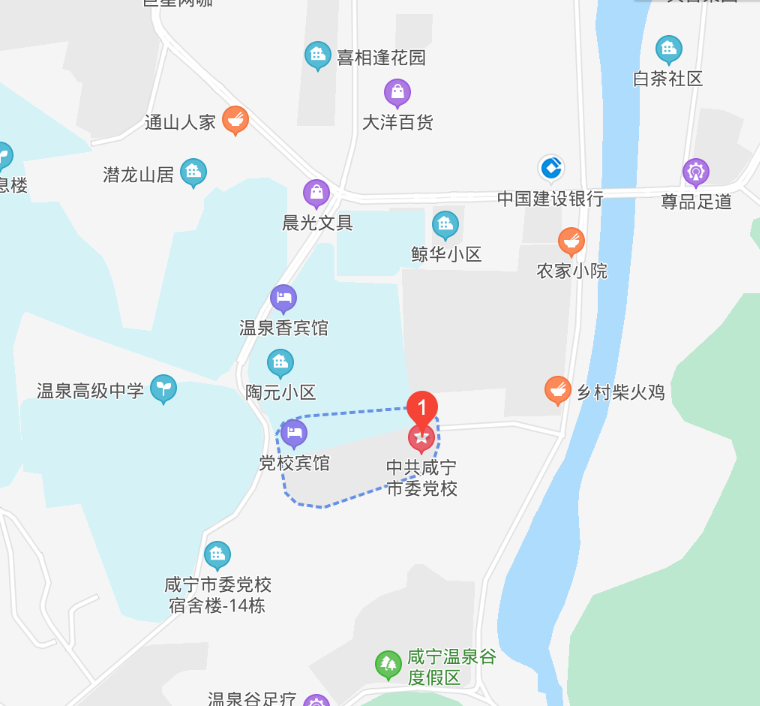 喜相逢花园
白茶社区
大洋百货
通山人家
潜龙山居
息楼
中国建设银行
尊品足道
晨光文具
鲸华小区
农家小院
温泉香宾馆
温泉高级中学
陶元小区
乡村柴火鸡
1
党校宾馆
中共咸宁
市委党校
咸宁市委党校
宿舍楼-14栋
咸宁温泉谷
度假区
温泉谷足疗